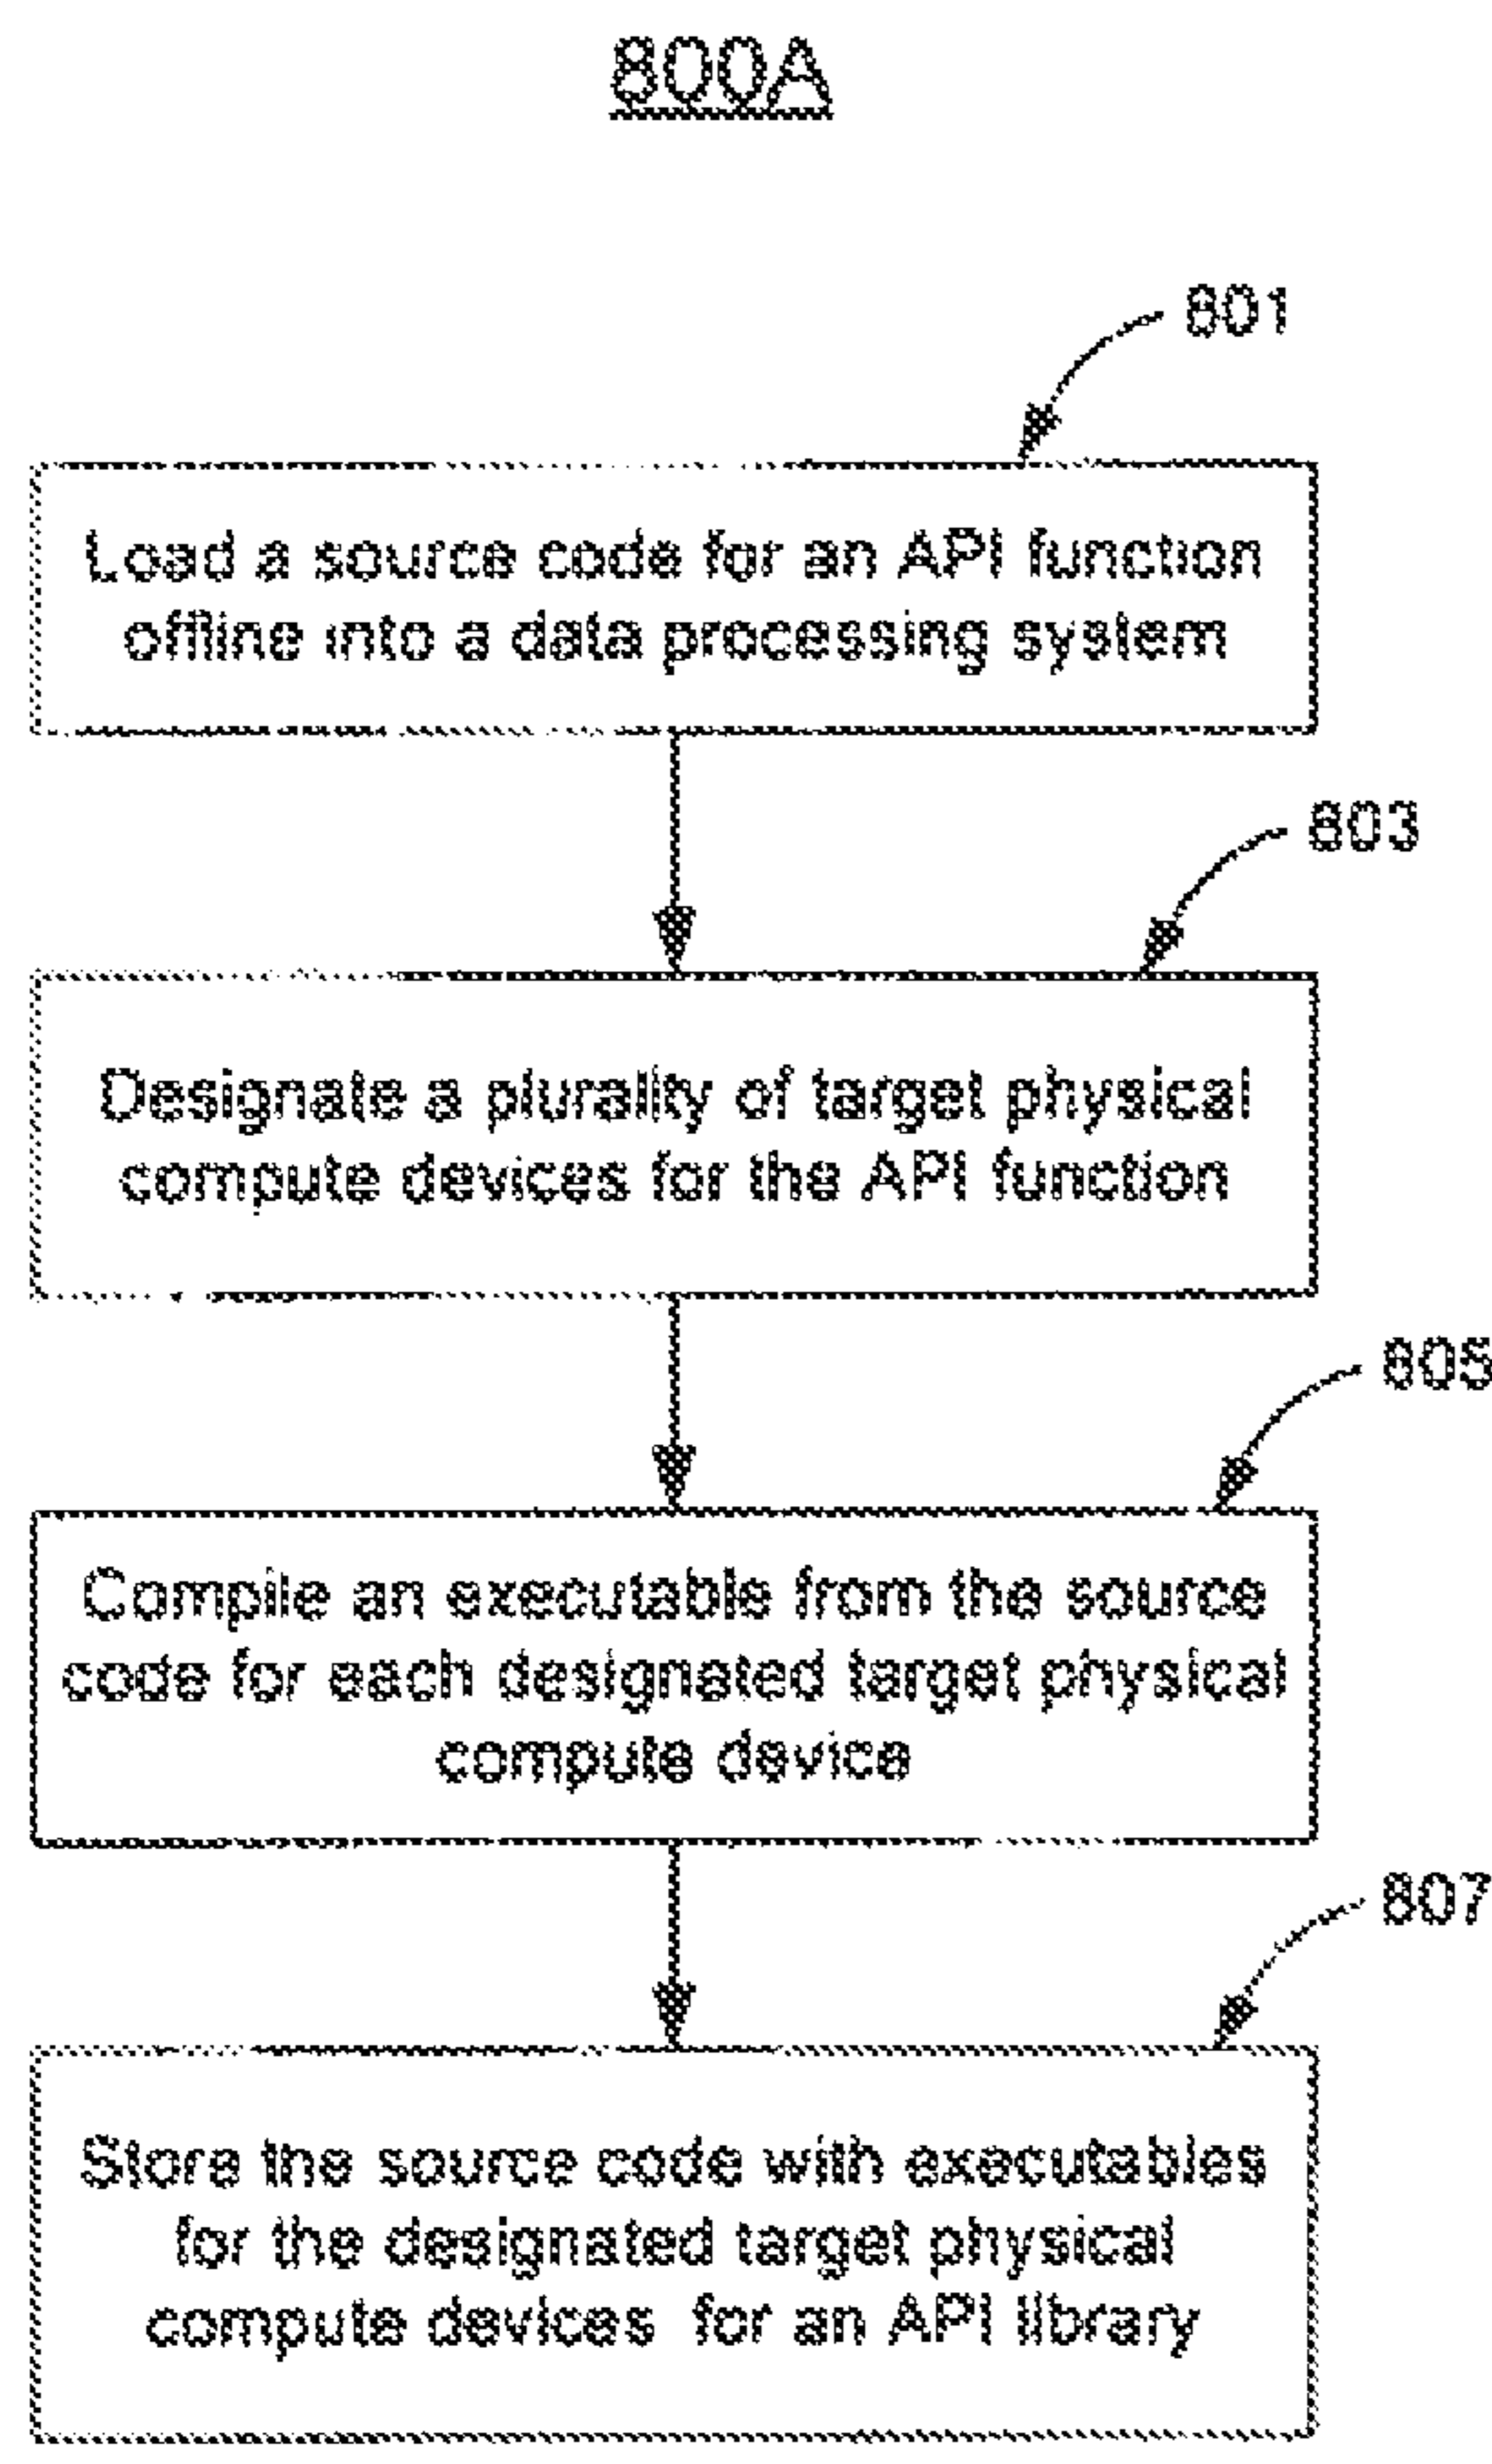 800A
801
Load a source code for an API function
offline into a data processing system
803
Designate a plurality of target physical
compute devices for the API function
805
Compile an executable from the source
code for each designated target physical
compute device
807
Store the source code with executables
for the designated target physical
compute devices for an API library